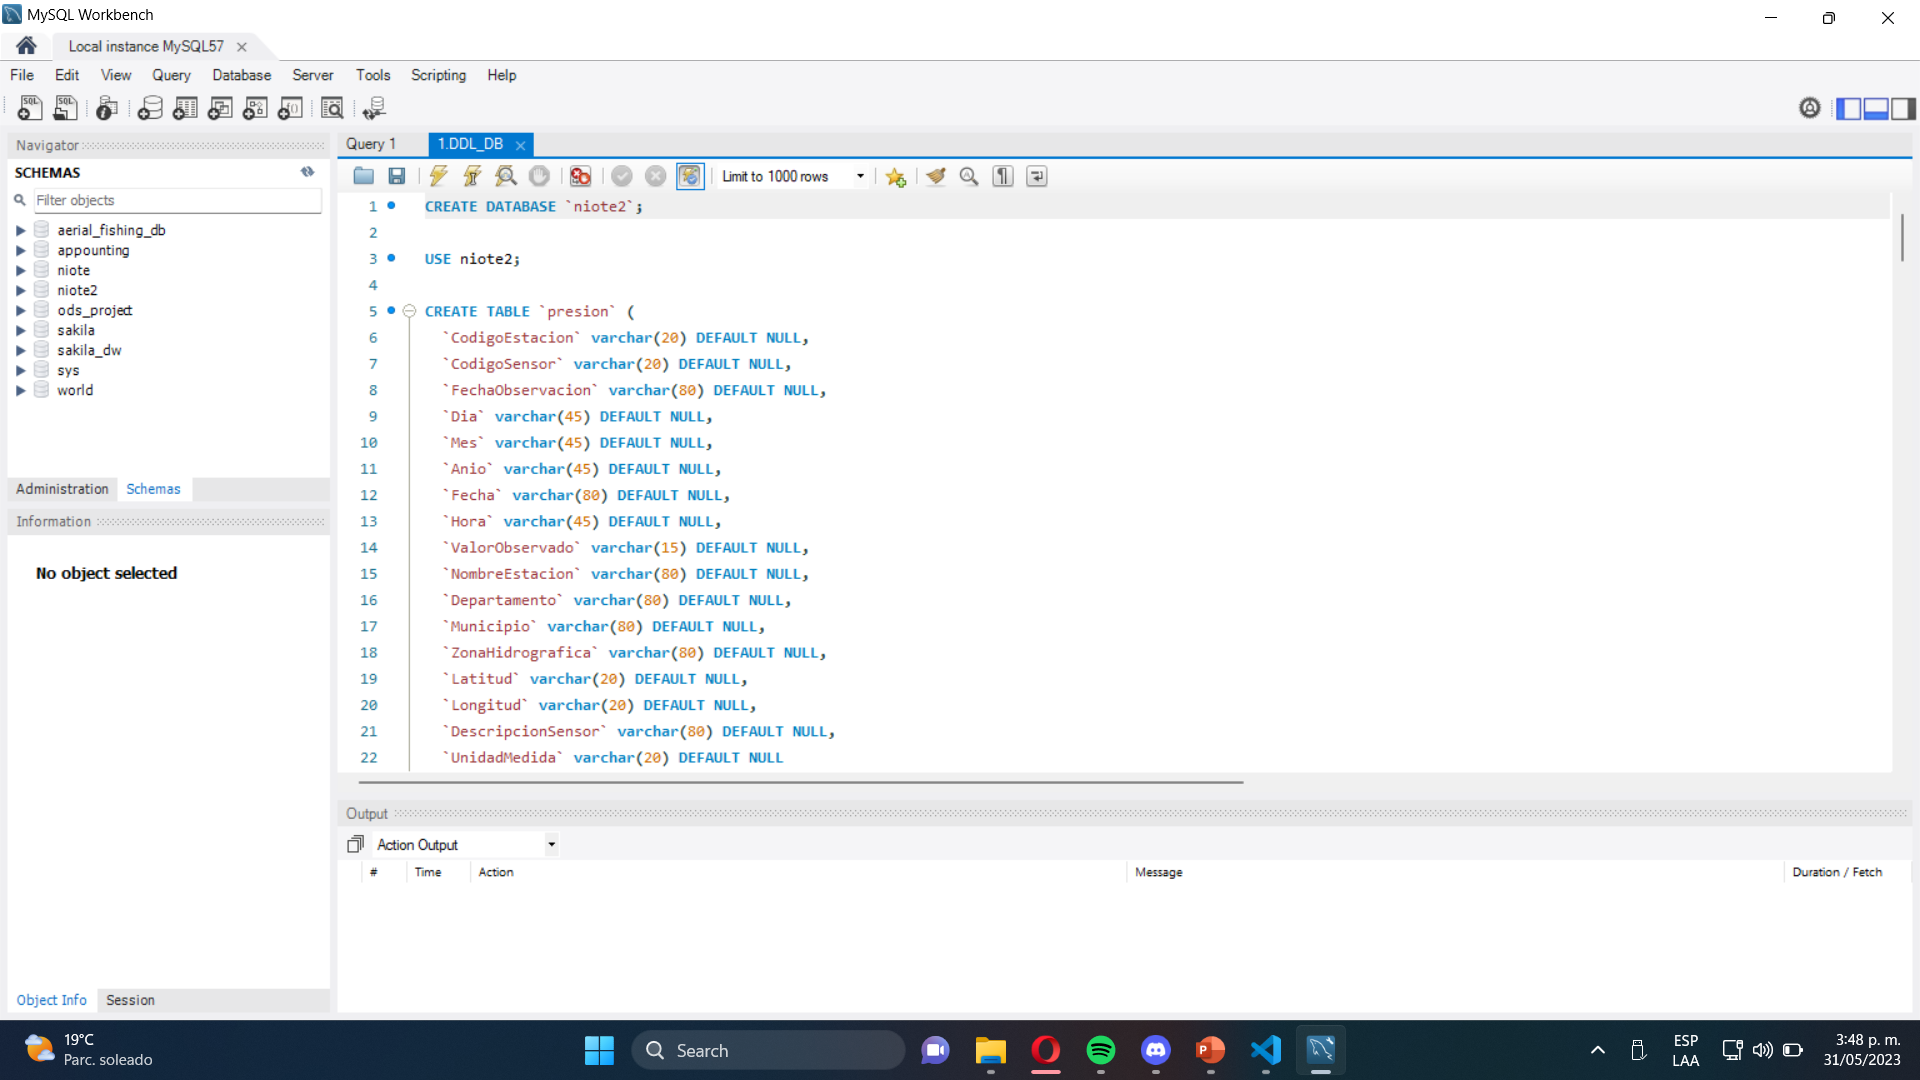 MySQL Workbench
Local instance MySQL57
File Edit View Query Database Server Tools Scripting Help
Navigator
SCHEMAS
Filter objects
aerial_fishing_db
appounting
niote
niote2
ods_project
sakila
sakila_dw
sys
world
Administration Schemas
Information
No object selected
Object Info Session
Query 1 1.DDL_DB
Limit to 1000 rows
1 CREATE DATABASE `niote2`;
2
3 USE niote2;
4
5 CREATE TABLE `presion` (
6 `CodigoEstacion` varchar(20) DEFAULT NULL,
7 `CodigoSensor` varchar(20) DEFAULT NULL,
8 `FechaObservacion` varchar(80) DEFAULT NULL,
9 `Dia` varchar(45) DEFAULT NULL,
10 `Mes` varchar(45) DEFAULT NULL,
11 `Anio` varchar(45) DEFAULT NULL,
12 `Fecha` varchar(80) DEFAULT NULL,
13 `Hora` varchar(45) DEFAULT NULL,
14 `ValorObservado` varchar(15) DEFAULT NULL,
15 `NombreEstacion` varchar(80) DEFAULT NULL,
16 `Departamento` varchar(80) DEFAULT NULL,
17 `Municipio` varchar(80) DEFAULT NULL,
18 `ZonaHidrografica` varchar(80) DEFAULT NULL,
19 `Latitud` varchar(20) DEFAULT NULL,
20 `Longitud` varchar(20) DEFAULT NULL,
21 `DescripcionSensor` varchar(80) DEFAULT NULL,
22 `UnidadMedida` varchar(20) DEFAULT NULL
Output
Action Output
# Time Action Message Duration / Fetch
19°C
Parc. soleado
Search
ESP
LAA
3:48 p. m.
31/05/2023